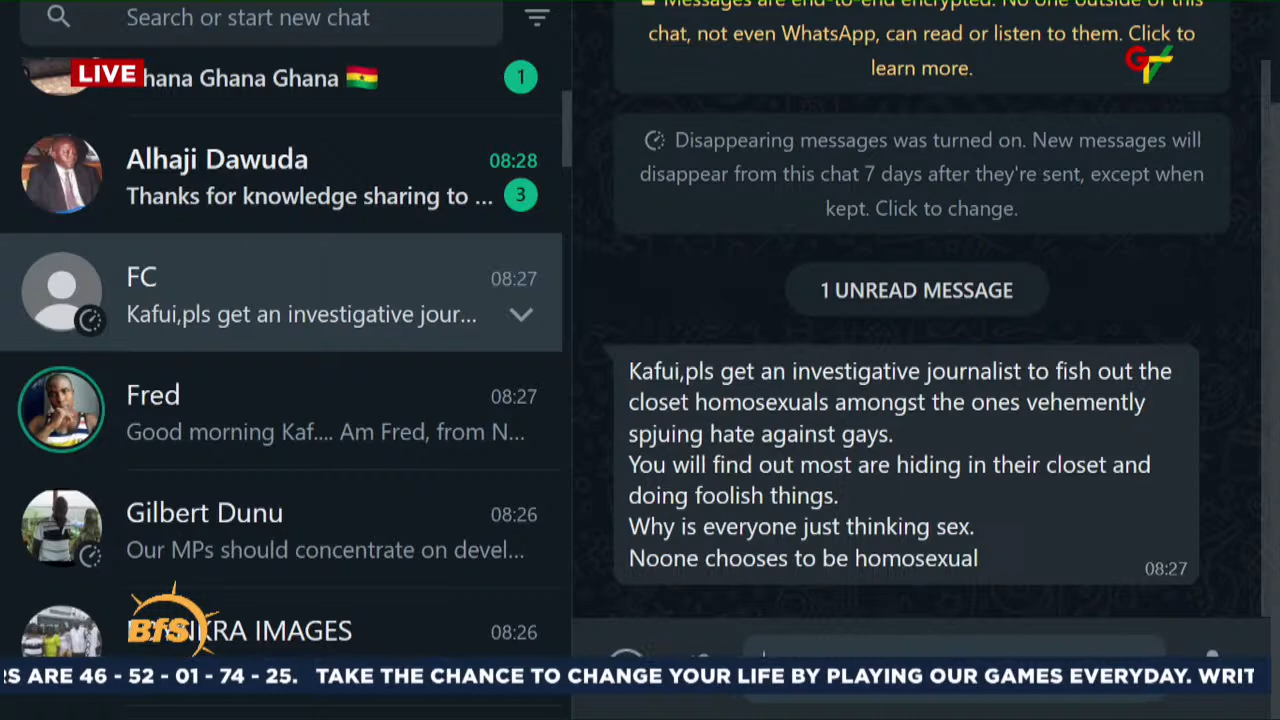 Search or start new chat
LIVE
hana Ghana Ghana
1
Alhaji Dawuda
08:28
Thanks for knowledge sharing to ...
3
FC
08:27
Kafui,pls get an investigative jour...
Fred
08:27
Good morning Kaf.... Am Fred, from N...
Gilbert Dunu
08:26
Our MPs should concentrate on devel...
BfS
KRA IMAGES
08:26
Messages are end-to-end encrypted. No one outside of this
chat, not even WhatsApp, can read or listen to them. Click to
learn more.
GTV
Disappearing messages was turned on. New messages will
disappear from this chat 7 days after they're sent, except when
kept. Click to change.
1 UNREAD MESSAGE
Kafui,pls get an investigative journalist to fish out the
closet homosexuals amongst the ones vehemently
spjuing hate against gays.
You will find out most are hiding in their closet and
doing foolish things.
Why is everyone just thinking sex.
Noone chooses to be homosexual
08:27
RS ARE 46 - 52 - 01 - 74 - 25. TAKE THE CHANCE TO CHANGE YOUR LIFE BY PLAYING OUR GAMES EVERYDAY. WRIT